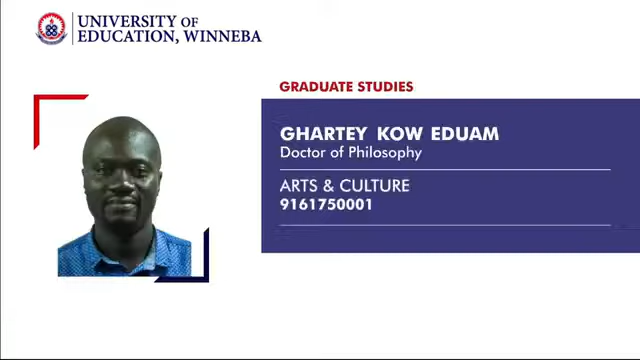 UNIVERSITY OF
EDUCATION, WINNEBA
GRADUATE STUDIES
GHARTEY KOW EDUAM
Doctor of Philosophy
ARTS & CULTURE
9161750001